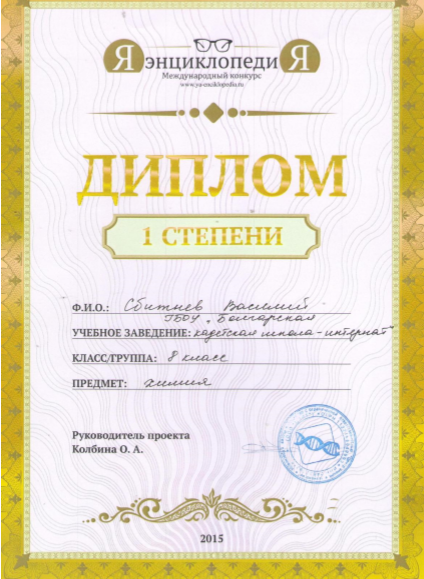 Я ЭНЦИКЛОПЕДИ Я
Международный конкурс
www.ya-enciklopedia.ru
ДИПЛОМ
1 СТЕПЕНИ
Ф.И.О.: Сбитнев Василий
ГБОУ „Болгарская
УЧЕБНОЕ ЗАВЕДЕНИЕ: кадетская школа-интернат"
КЛАСС/ГРУППА: 8 класс
ПРЕДМЕТ: химия
Руководитель проекта
Колбина О. А.
2015